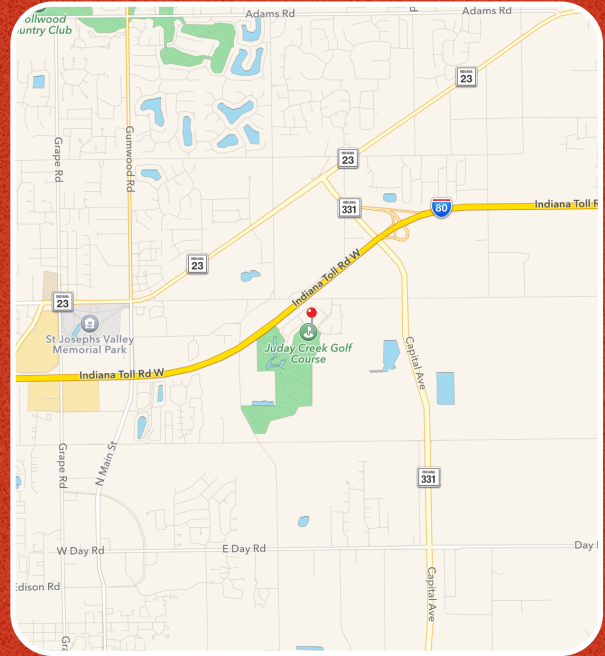 Adams Rd
Adams Rd
ollwood
untry Club
INDIANA
23
Grape Rd
Gumwood Rd
INDIANA
23
INDIANA
331
80
Indiana Toll R
INDIANA
23
Indiana Toll Rd W
INDIANA
23
St Josephs Valley
Memorial Park
Juday Creek Golf
Course
Capital Ave
Indiana Toll Rd W
Grape Rd
N Main St
INDIANA
331
W Day Rd
E Day Rd
Day
Edison Rd
Capital Ave
Gra